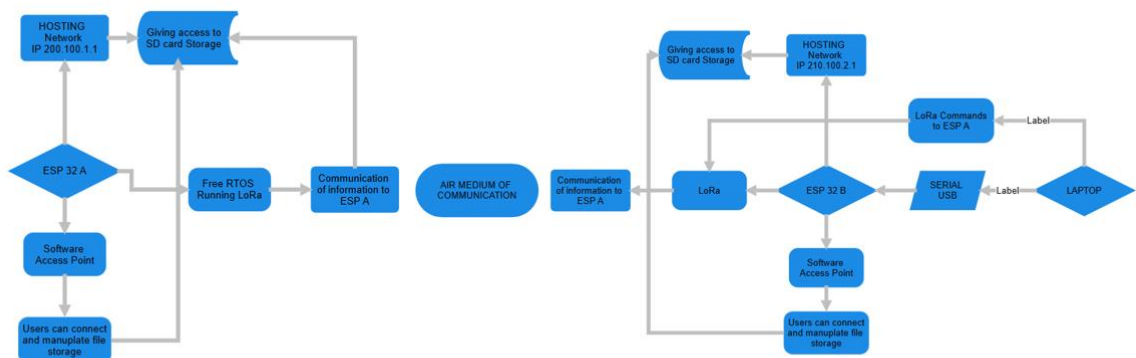 HOSTING
Network
IP 200.100.1.1
Giving access to
SD card Storage
ESP 32 A
Free RTOS
Running LoRa
Communication
of information to
ESP A
Software
Access Point
Users can connect
and manuplate file
storage
AIR MEDIUM OF
COMMUNICATION
Giving access to
SD card Storage
HOSTING
Network
IP 210.100.2.1
LoRa Commands
to ESP A
Label
Communication
of information to
ESP A
LoRa
ESP 32 B
SERIAL
USB
Label
LAPTOP
Software
Access Point
Users can connect
and manuplate file
storage